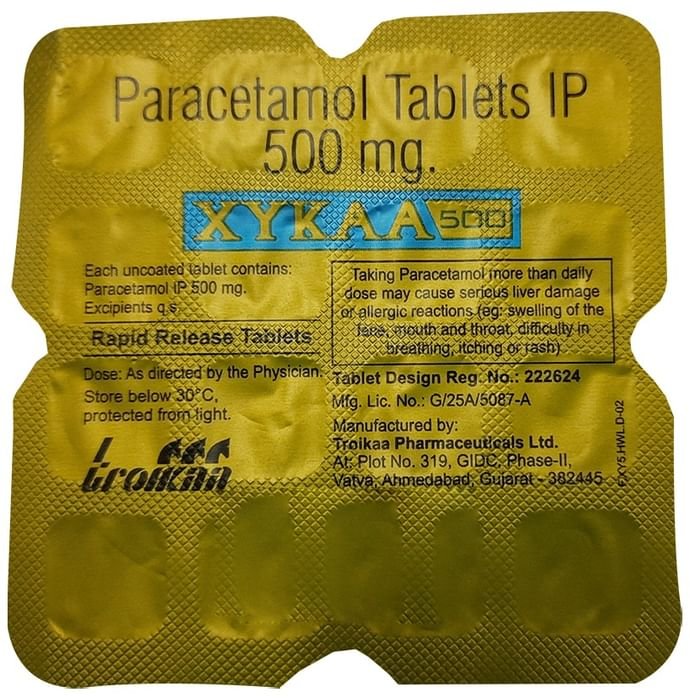 Paracetamol Tablets IP
500 mg.
XYKAA 500
Each uncoated tablet contains:
Paracetamol IP 500 mg.
Excipients q.s.
Rapid Release Tablets
Dose: As directed by the Physician.
Store below 30°C,
protected from light.
troikaa
Taking Paracetamol more than daily
dose may cause serious liver damage
or allergic reactions (eg: swelling of the
face, mouth and throat, difficulty in
breathing, itching or rash)
Tablet Design Reg. No.: 222624
Mfg. Lic. No.: G/25A/5087-A
Manufactured by:
Troikaa Pharmaceuticals Ltd.
At: Plot No. 319, GIDC, Phase-II,
Vatva, Ahmedabad, Gujarat - 382445
FXY5.HWL.D-02